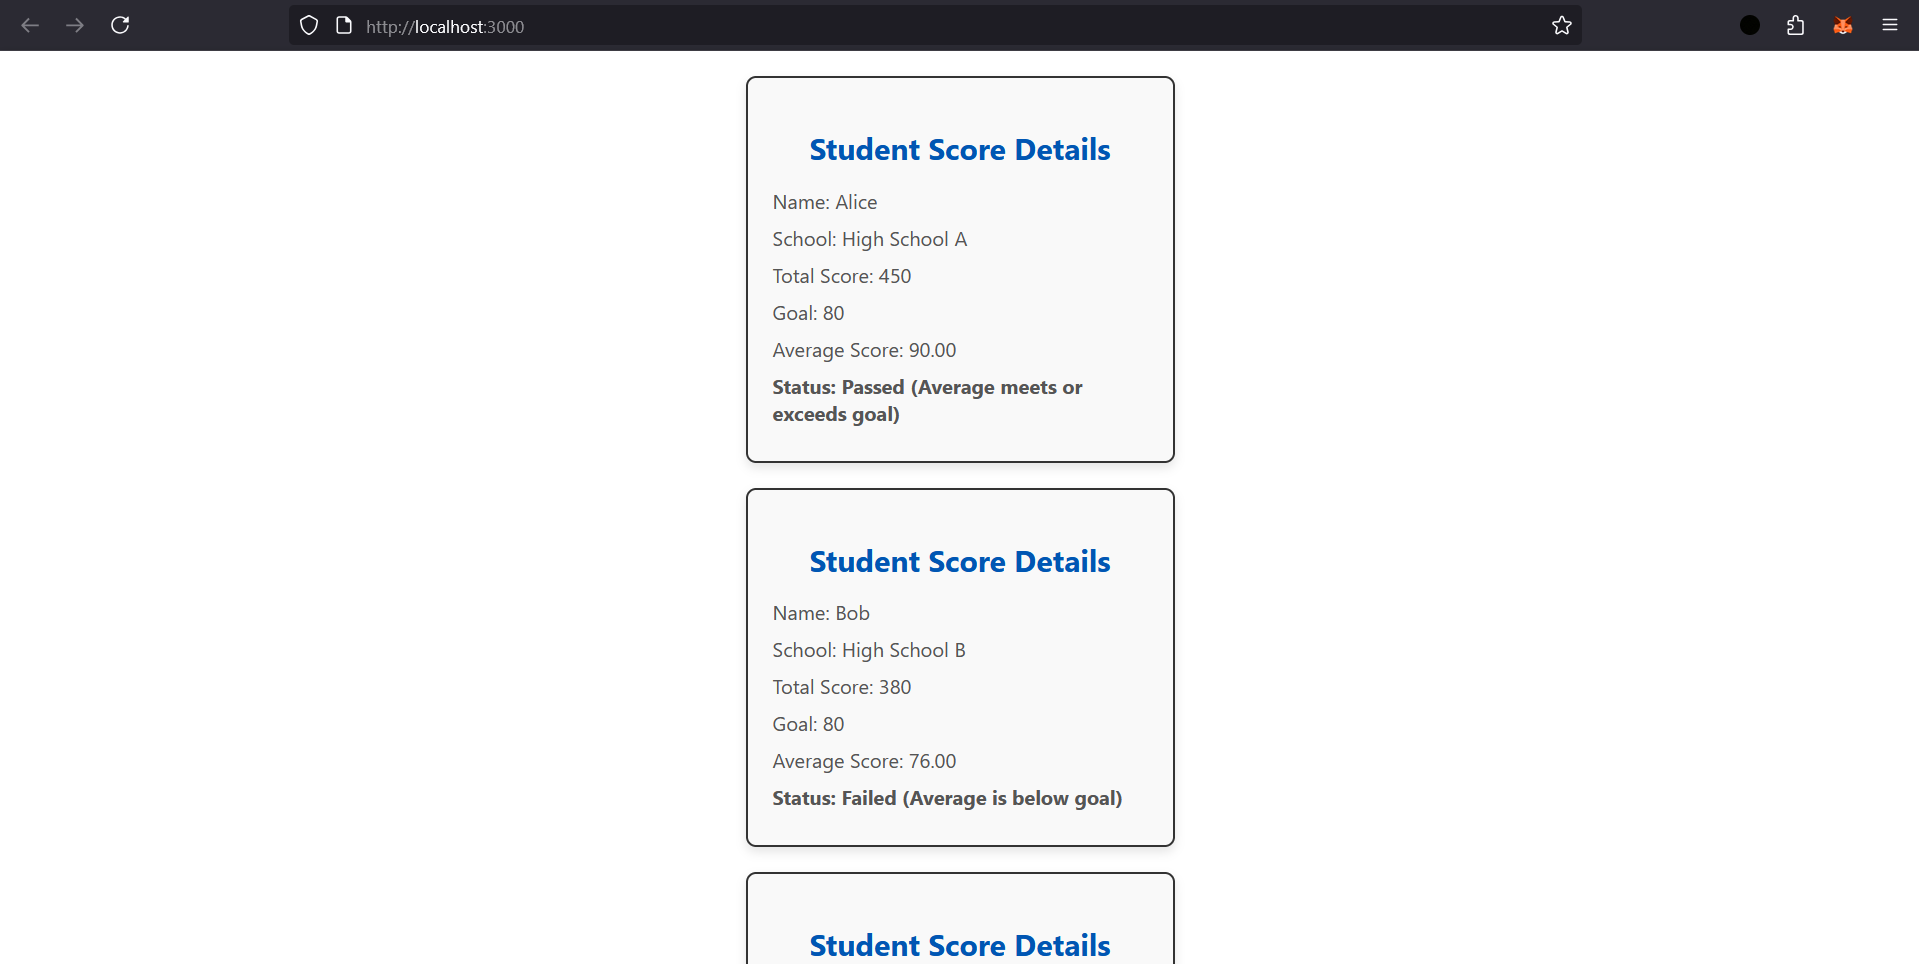 http://localhost:3000
Student Score Details
Name: Alice
School: High School A
Total Score: 450
Goal: 80
Average Score: 90.00
Status: Passed (Average meets or
exceeds goal)
Student Score Details
Name: Bob
School: High School B
Total Score: 380
Goal: 80
Average Score: 76.00
Status: Failed (Average is below goal)
Student Score Details